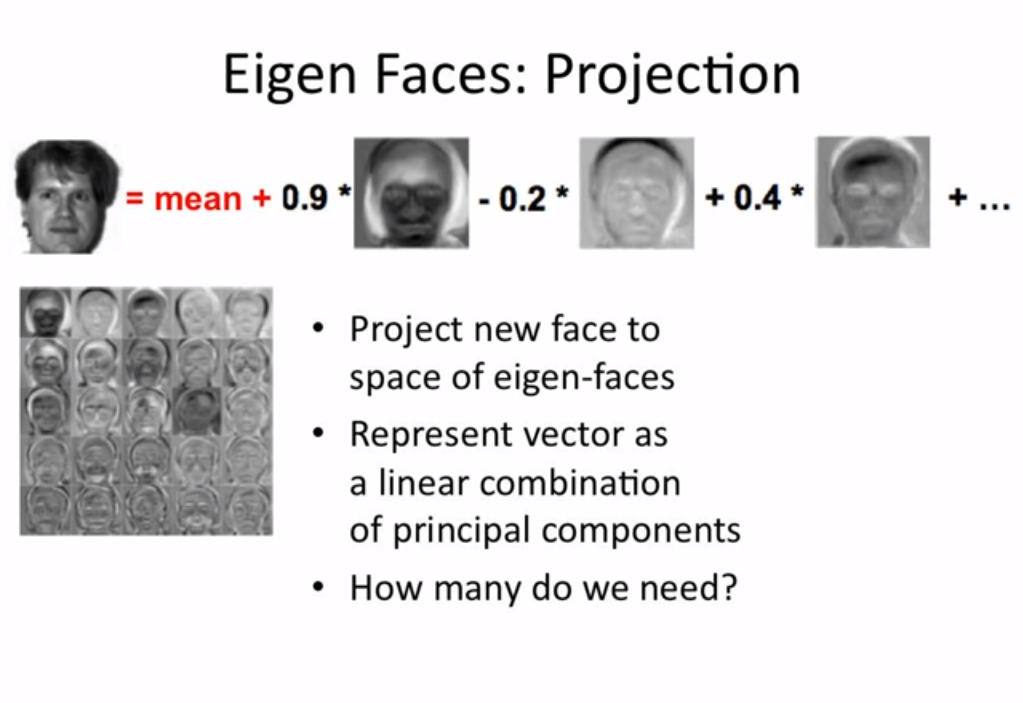 Eigen Faces: Projection
= mean + 0.9 * - 0.2 * + 0.4 * + ...
• Project new face to
space of eigen-faces
• Represent vector as
a linear combination
of principal components
• How many do we need?